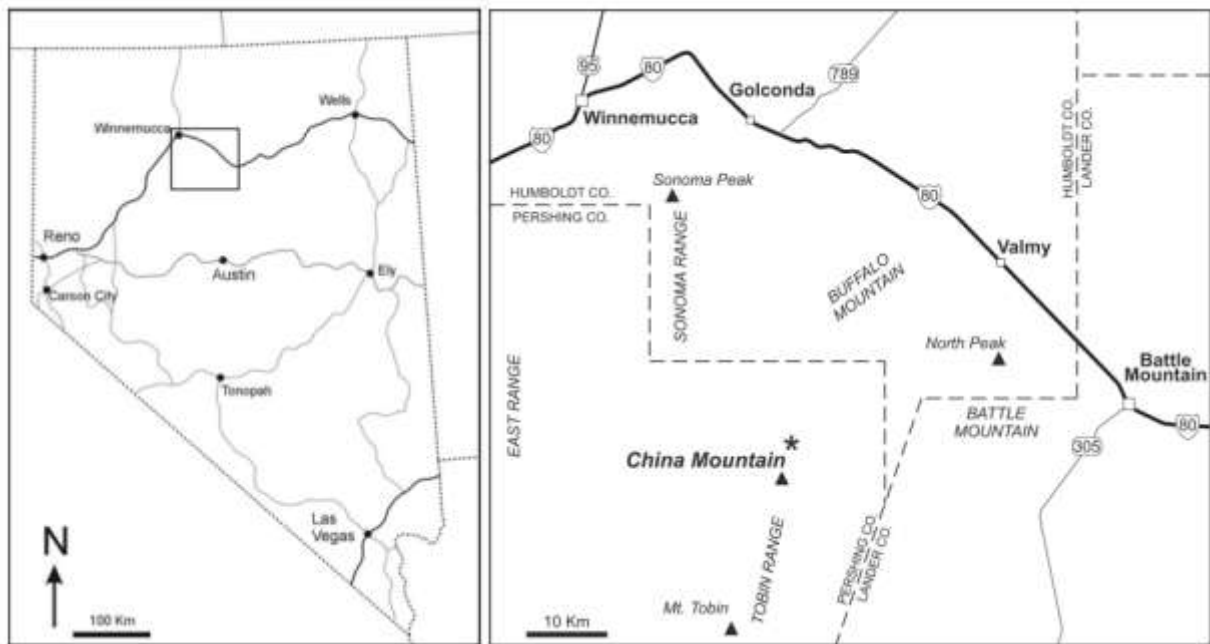 Wells
Winnemucca
Reno
Austin
Ely
Carson City
Tonopah
Las
Vegas
N
100 Km
95
80
789
Golconda
Winnemucca
80
HUMBOLDT CO.
LANDER CO.
Sonoma Peak
HUMBOLDT CO.
PERSHING CO.
80
SONOMA RANGE
BUFFALO
MOUNTAIN
Valmy
North Peak
Battle
Mountain
EAST RANGE
BATTLE
MOUNTAIN
80
305
China Mountain
*
TOBIN RANGE
PERSHING CO.
LANDER CO.
Mt. Tobin
10 Km